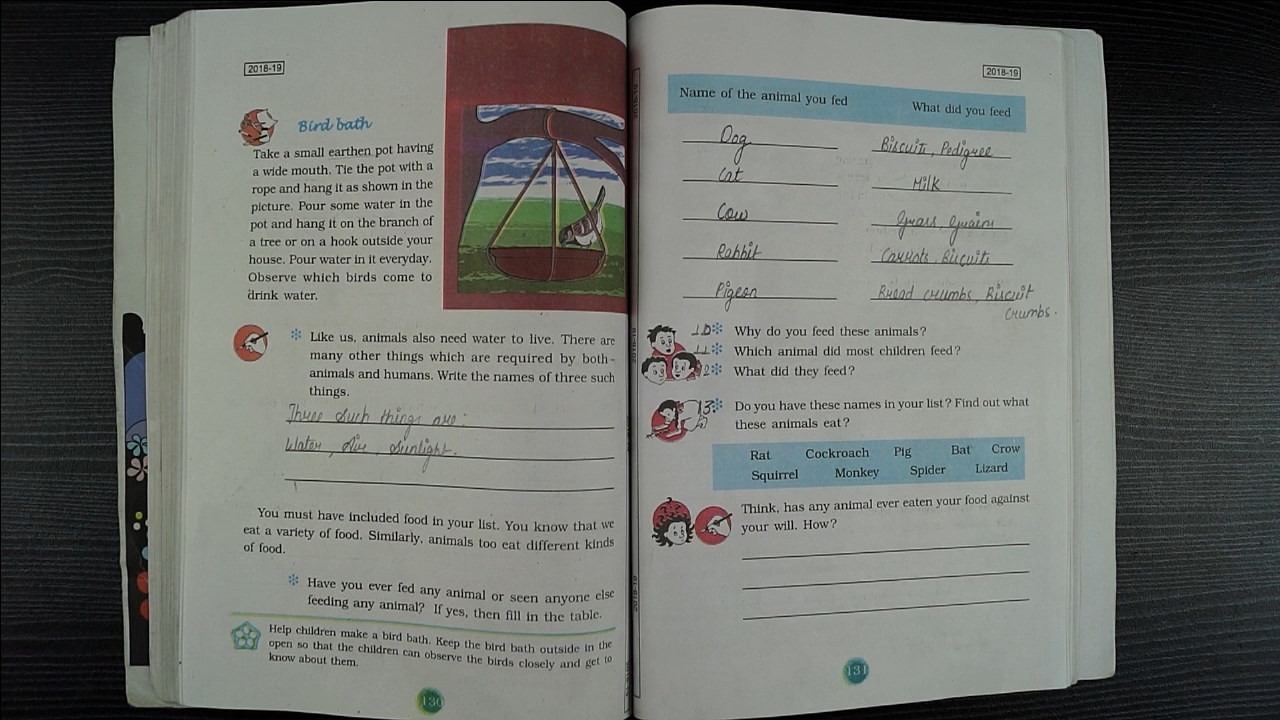 2018-19
Bird bath
Take a small earthen pot having
a wide mouth. Tie the pot with a
rope and hang it as shown in the
picture. Pour some water in the
pot and hang it on the branch of
a tree or on a hook outside your
house. Pour water in it everyday.
Observe which birds come to
drink water.
Like us, animals also need water to live. There are
many other things which are required by both-
animals and humans. Write the names of three such
things.
Three such things are:
Water, Air, Sunlight.
You must have included food in your list. You know that we
eat a variety of food. Similarly, animals too eat different kinds
of food.
Have you ever fed any animal or seen anyone else
feeding any animal? If yes, then fill in the table.
Help children make a bird bath. Keep the bird bath outside in the
open so that the children can observe the birds closely and get to
know about them.
130
2018-19
Name of the animal you fed What did you feed
Dog Biscuits, Pedigree
Cat Milk
Cow Grass, Grains
Rabbit Carrots, Biscuits
Pigeon Bread crumbs, Biscuit
crumbs.
10 Why do you feed these animals?
11 Which animal did most children feed?
12 What did they feed?
13 Do you have these names in your list? Find out what
these animals eat?
Rat Cockroach Pig Bat Crow
Squirrel Monkey Spider Lizard
Think, has any animal ever eaten your food against
your will. How?
131